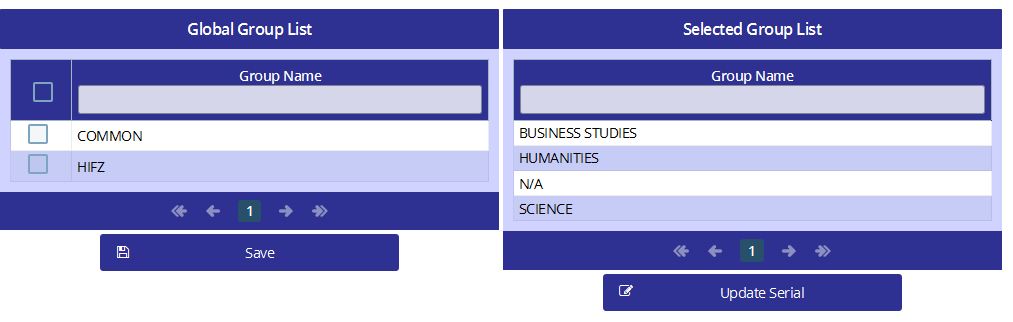 Global Group List
Group Name
COMMON
HIFZ
1
Save
Selected Group List
Group Name
BUSINESS STUDIES
HUMANITIES
N/A
SCIENCE
1
Update Serial